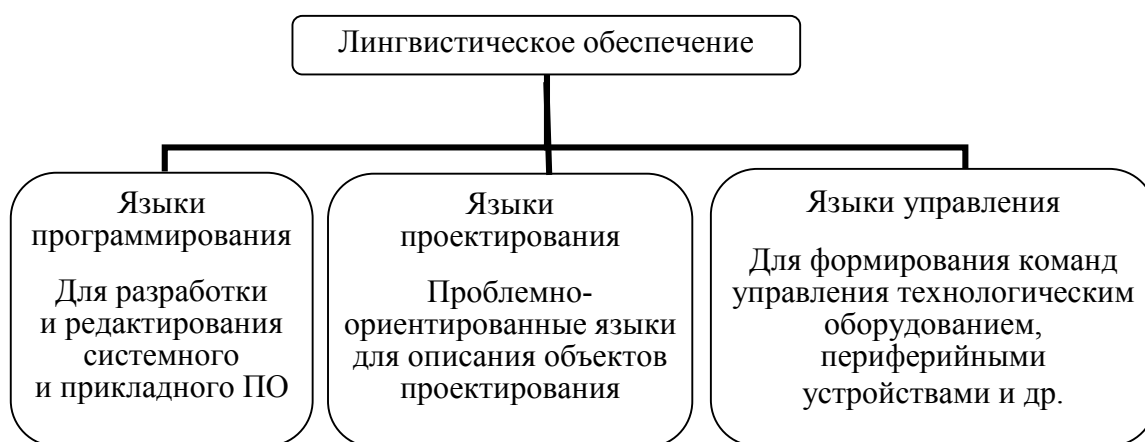 Лингвистическое обеспечение
Языки
программирования
Для разработки
и редактирования
системного
и прикладного ПО
Языки
проектирования
Проблемно-
ориентированные языки
для описания объектов
проектирования
Языки управления
Для формирования команд
управления технологическим
оборудованием,
периферийными
устройствами и др.